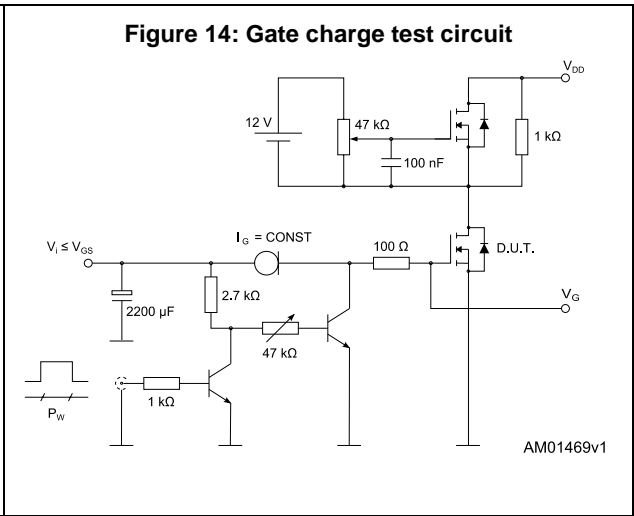 Figure 14: Gate charge test circuit
VDD
12 V
47 kΩ
1 kΩ
100 nF
IG = CONST
100 Ω
D.U.T.
Vi ≤ VGS
2.7 kΩ
VG
2200 µF
47 kΩ
1 kΩ
PW
AM01469v1